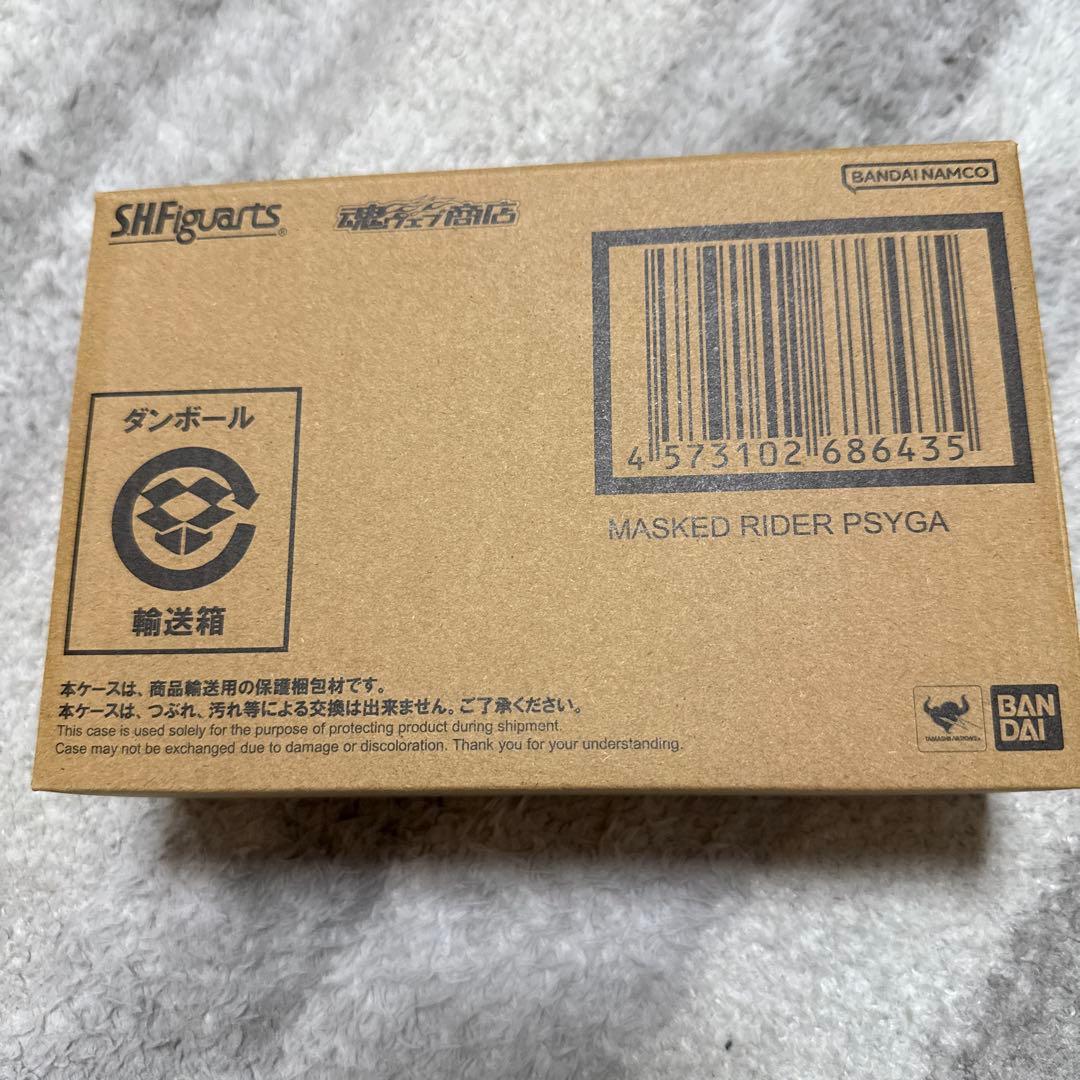 S.H.Figuarts®
魂ウェブ商店
BANDAI NAMCO
4 573102 686435
MASKED RIDER PSYGA
ダンボール
輸送箱
本ケースは、商品輸送用の保護梱包材です。
本ケースは、つぶれ、汚れ等による交換は出来ません。ご了承ください。
This case is used solely for the purpose of protecting product during shipment.
Case may not be exchanged due to damage or discoloration. Thank you for your understanding.
TAMASHII NATIONS
BAN
DAI